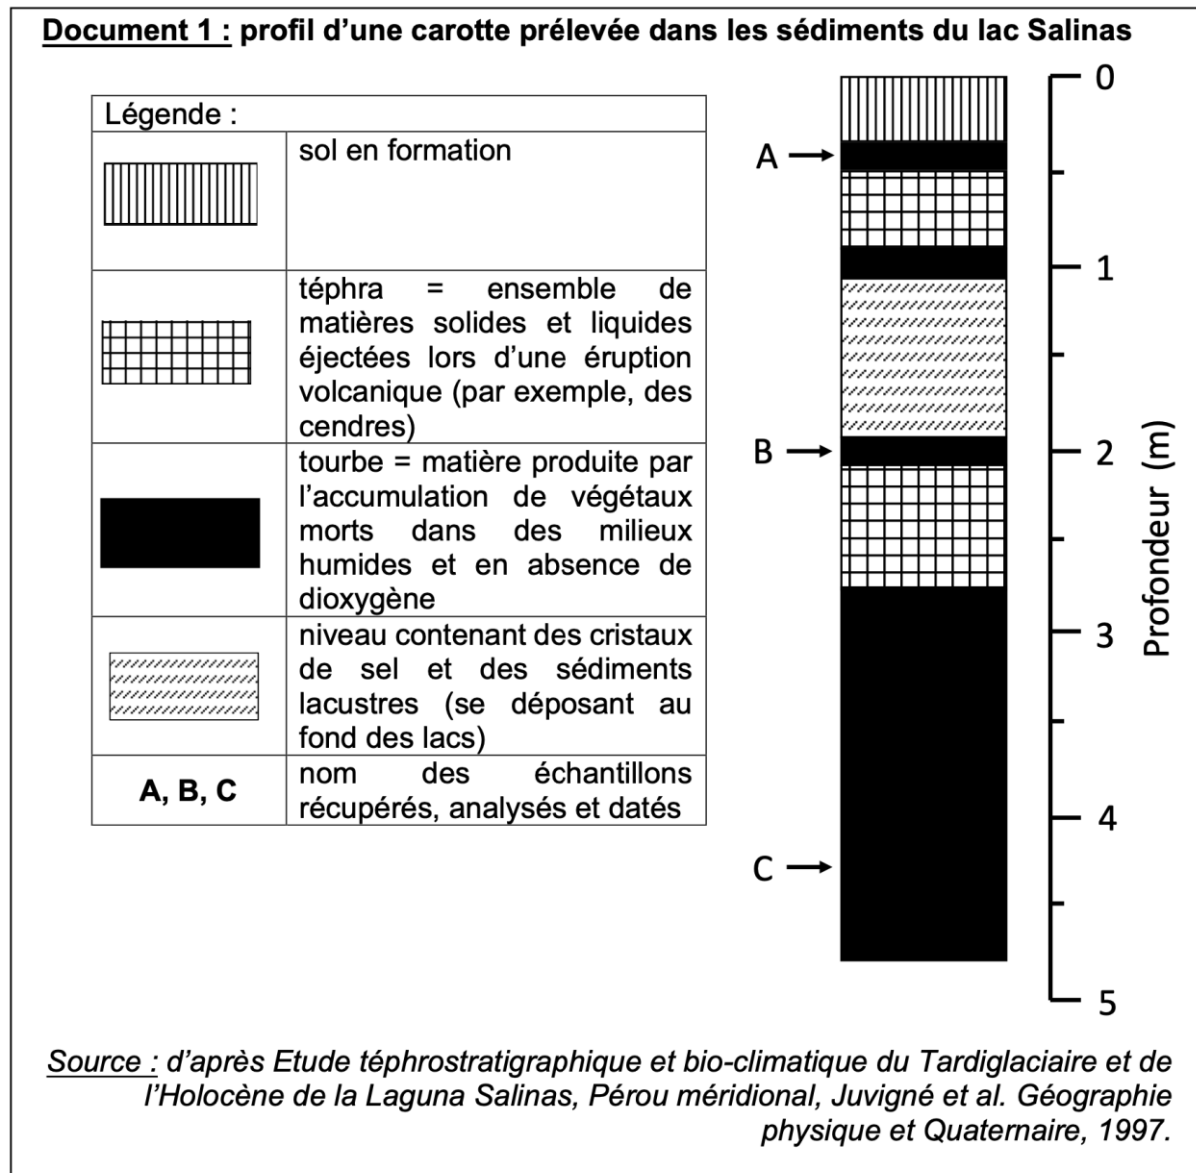 Document 1 : profil d’une carotte prélevée dans les sédiments du lac Salinas
Légende :
sol en formation
téphra = ensemble de
matières solides et liquides
éjectées lors d’une éruption
volcanique (par exemple, des
cendres)
tourbe = matière produite par
l’accumulation de végétaux
morts dans des milieux
humides et en absence de
dioxygène
niveau contenant des cristaux
de sel et des sédiments
lacustres (se déposant au
fond des lacs)
A, B, C
nom des échantillons
récupérés, analysés et datés
A
B
C
0
1
2
3
4
5
Profondeur (m)
Source : d’après Etude téphrostratigraphique et bio-climatique du Tardiglaciaire et de
l’Holocène de la Laguna Salinas, Pérou méridional, Juvigné et al. Géographie
physique et Quaternaire, 1997.